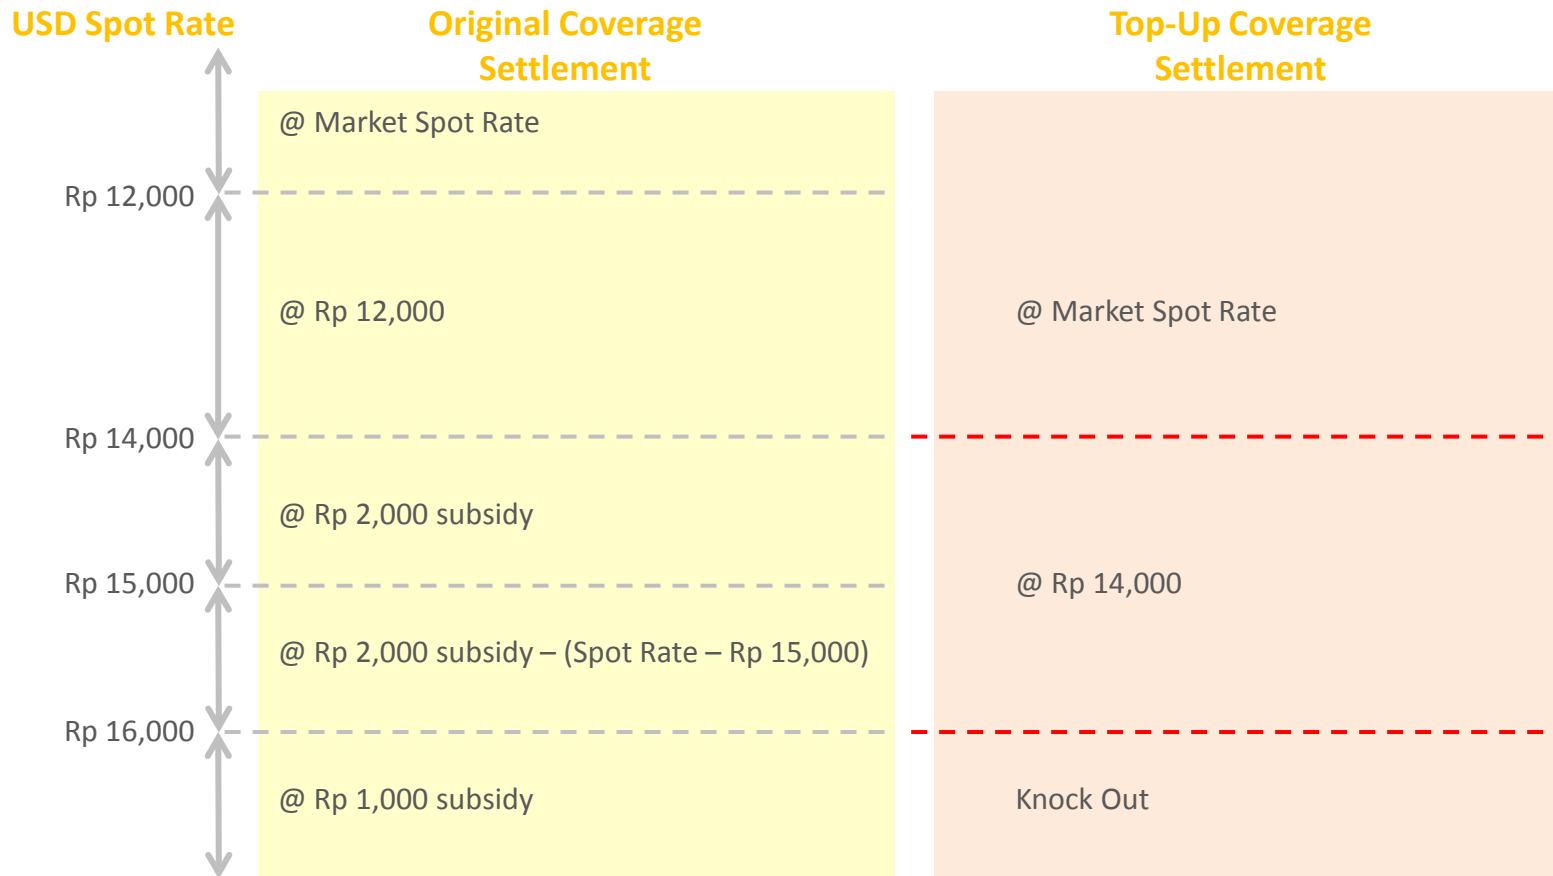 USD Spot Rate
Original Coverage
Settlement
Top-Up Coverage
Settlement
@ Market Spot Rate
Rp 12,000
@ Rp 12,000
@ Market Spot Rate
Rp 14,000
@ Rp 2,000 subsidy
Rp 15,000
@ Rp 14,000
@ Rp 2,000 subsidy – (Spot Rate – Rp 15,000)
Rp 16,000
@ Rp 1,000 subsidy
Knock Out